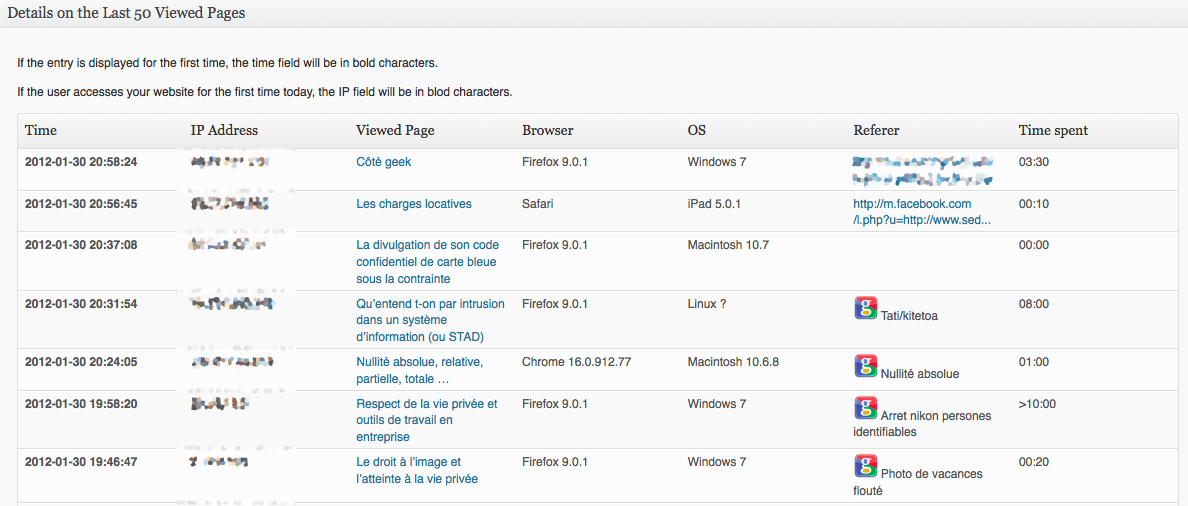 Details on the Last 50 Viewed Pages
If the entry is displayed for the first time, the time field will be in bold characters.
If the user accesses your website for the first time today, the IP field will be in blod characters.
Time IP Address Viewed Page Browser OS Referer Time spent
2012-01-30 20:58:24 Côté geek Firefox 9.0.1 Windows 7 03:30
2012-01-30 20:56:45 Les charges locatives Safari iPad 5.0.1 http://m.facebook.com 00:10
/l.php?u=http://www.sed...
2012-01-30 20:37:08 La divulgation de son code Firefox 9.0.1 Macintosh 10.7 00:00
confidentiel de carte bleue
sous la contrainte
2012-01-30 20:31:54 Qu'entend t-on par intrusion Firefox 9.0.1 Linux ? g Tati/kitetoa 08:00
dans un système
d'information (ou STAD)
2012-01-30 20:24:05 Nullité absolue, relative, Chrome 16.0.912.77 Macintosh 10.6.8 g Nullité absolue 01:00
partielle, totale …
2012-01-30 19:58:20 Respect de la vie privée et Firefox 9.0.1 Windows 7 g Arret nikon persones >10:00
outils de travail en identifiables
entreprise
2012-01-30 19:46:47 Le droit à l'image et Firefox 9.0.1 Windows 7 g Photo de vacances 00:20
l'atteinte à la vie privée flouté